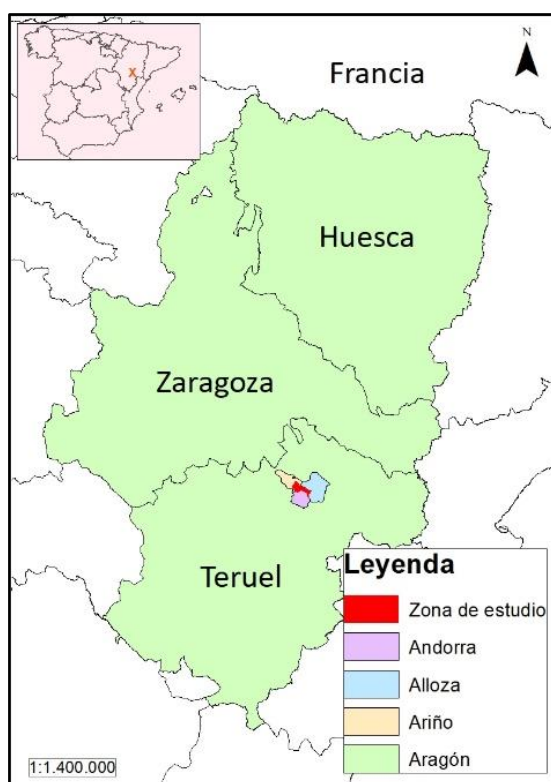 X
N
Francia
Huesca
Zaragoza
Teruel
Leyenda
Zona de estudio
Andorra
Alloza
Ariño
Aragón
1:1.400.000